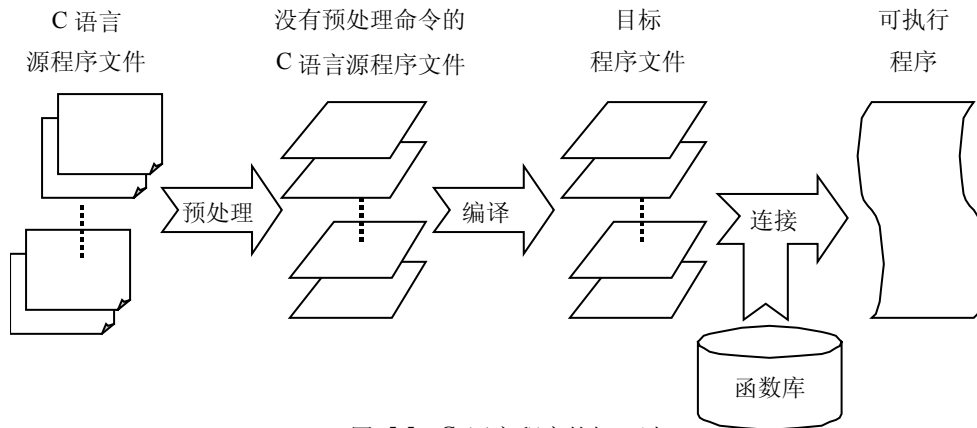 C 语言
源程序文件
没有预处理命令的
C 语言源程序文件
目标
程序文件
可执行
程序
预处理
编译
连接
函数库